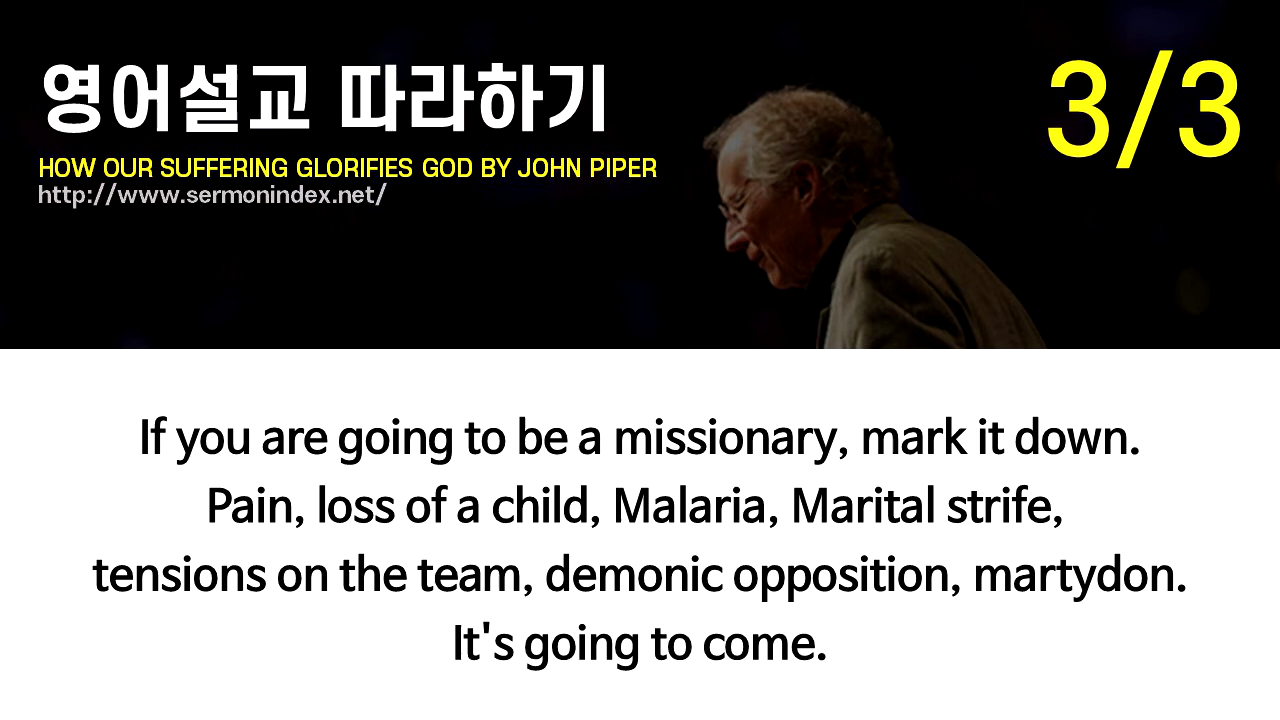 영어설교 따라하기
3/3
HOW OUR SUFFERING GLORIFIES GOD BY JOHN PIPER
http://www.sermonindex.net/
If you are going to be a missionary, mark it down.
Pain, loss of a child, Malaria, Marital strife,
tensions on the team, demonic opposition, martydon.
It's going to come.